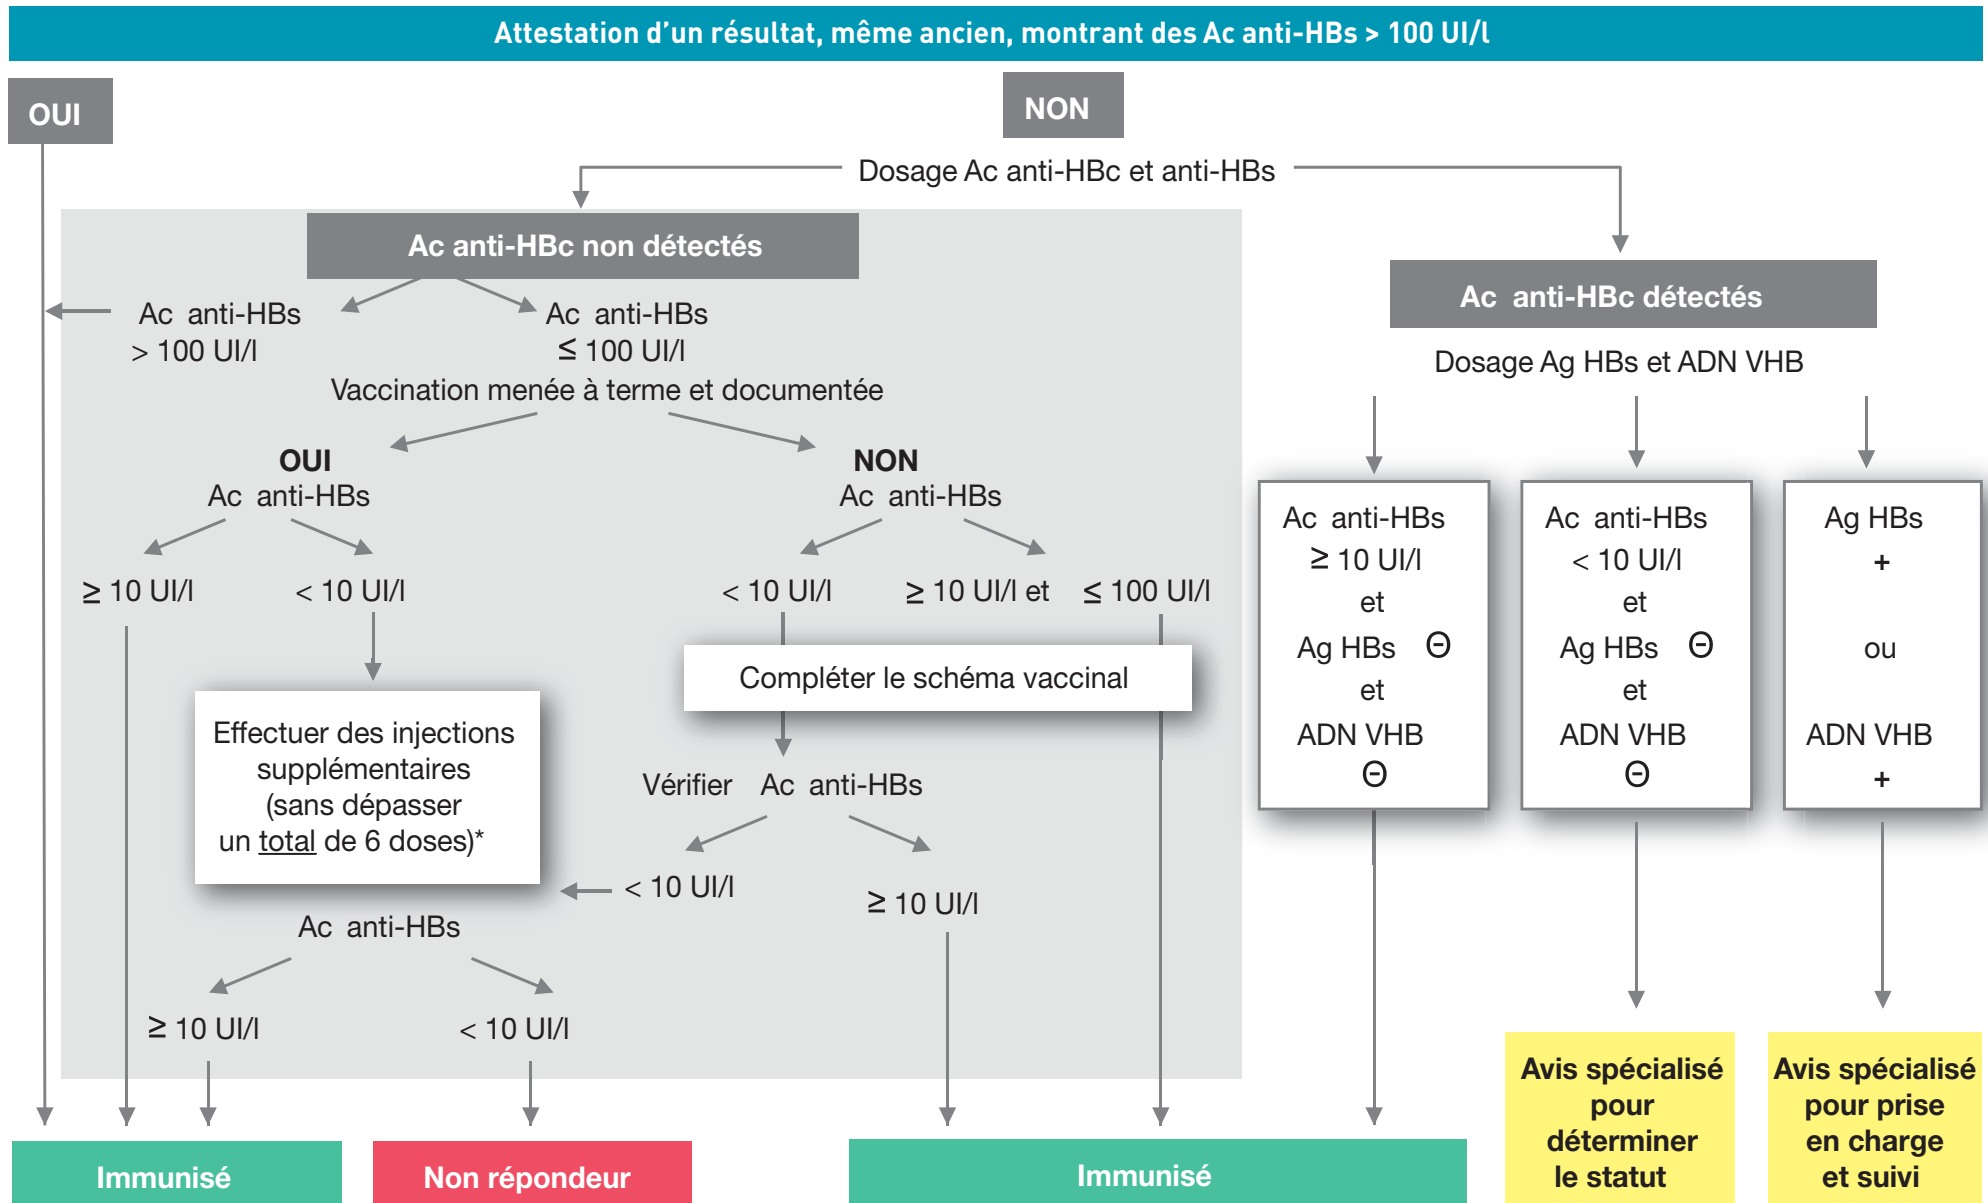 Attestation d’un résultat, même ancien, montrant des Ac anti-HBs > 100 UI/l
OUI
NON
Dosage Ac anti-HBc et anti-HBs
Ac anti-HBc non détectés
Ac anti-HBs
> 100 UI/l
Ac anti-HBs
≤ 100 UI/l
Vaccination menée à terme et documentée
OUI
Ac anti-HBs
≥ 10 UI/l
< 10 UI/l
NON
Ac anti-HBs
< 10 UI/l
≥ 10 UI/l et ≤ 100 UI/l
Effectuer des injections
supplémentaires
(sans dépasser
un total de 6 doses)*
Compléter le schéma vaccinal
Vérifier Ac anti-HBs
< 10 UI/l
≥ 10 UI/l
Ac anti-HBs
≥ 10 UI/l
< 10 UI/l
Ac anti-HBc détectés
Dosage Ag HBs et ADN VHB
Ac anti-HBs
≥ 10 UI/l
et
Ag HBs ⊖
et
ADN VHB
⊖
Ac anti-HBs
< 10 UI/l
et
Ag HBs ⊖
et
ADN VHB
⊖
Ag HBs
+
ou
ADN VHB
+
Immunisé
Non répondeur
Immunisé
Avis spécialisé
pour
déterminer
le statut
Avis spécialisé
pour prise
en charge
et suivi